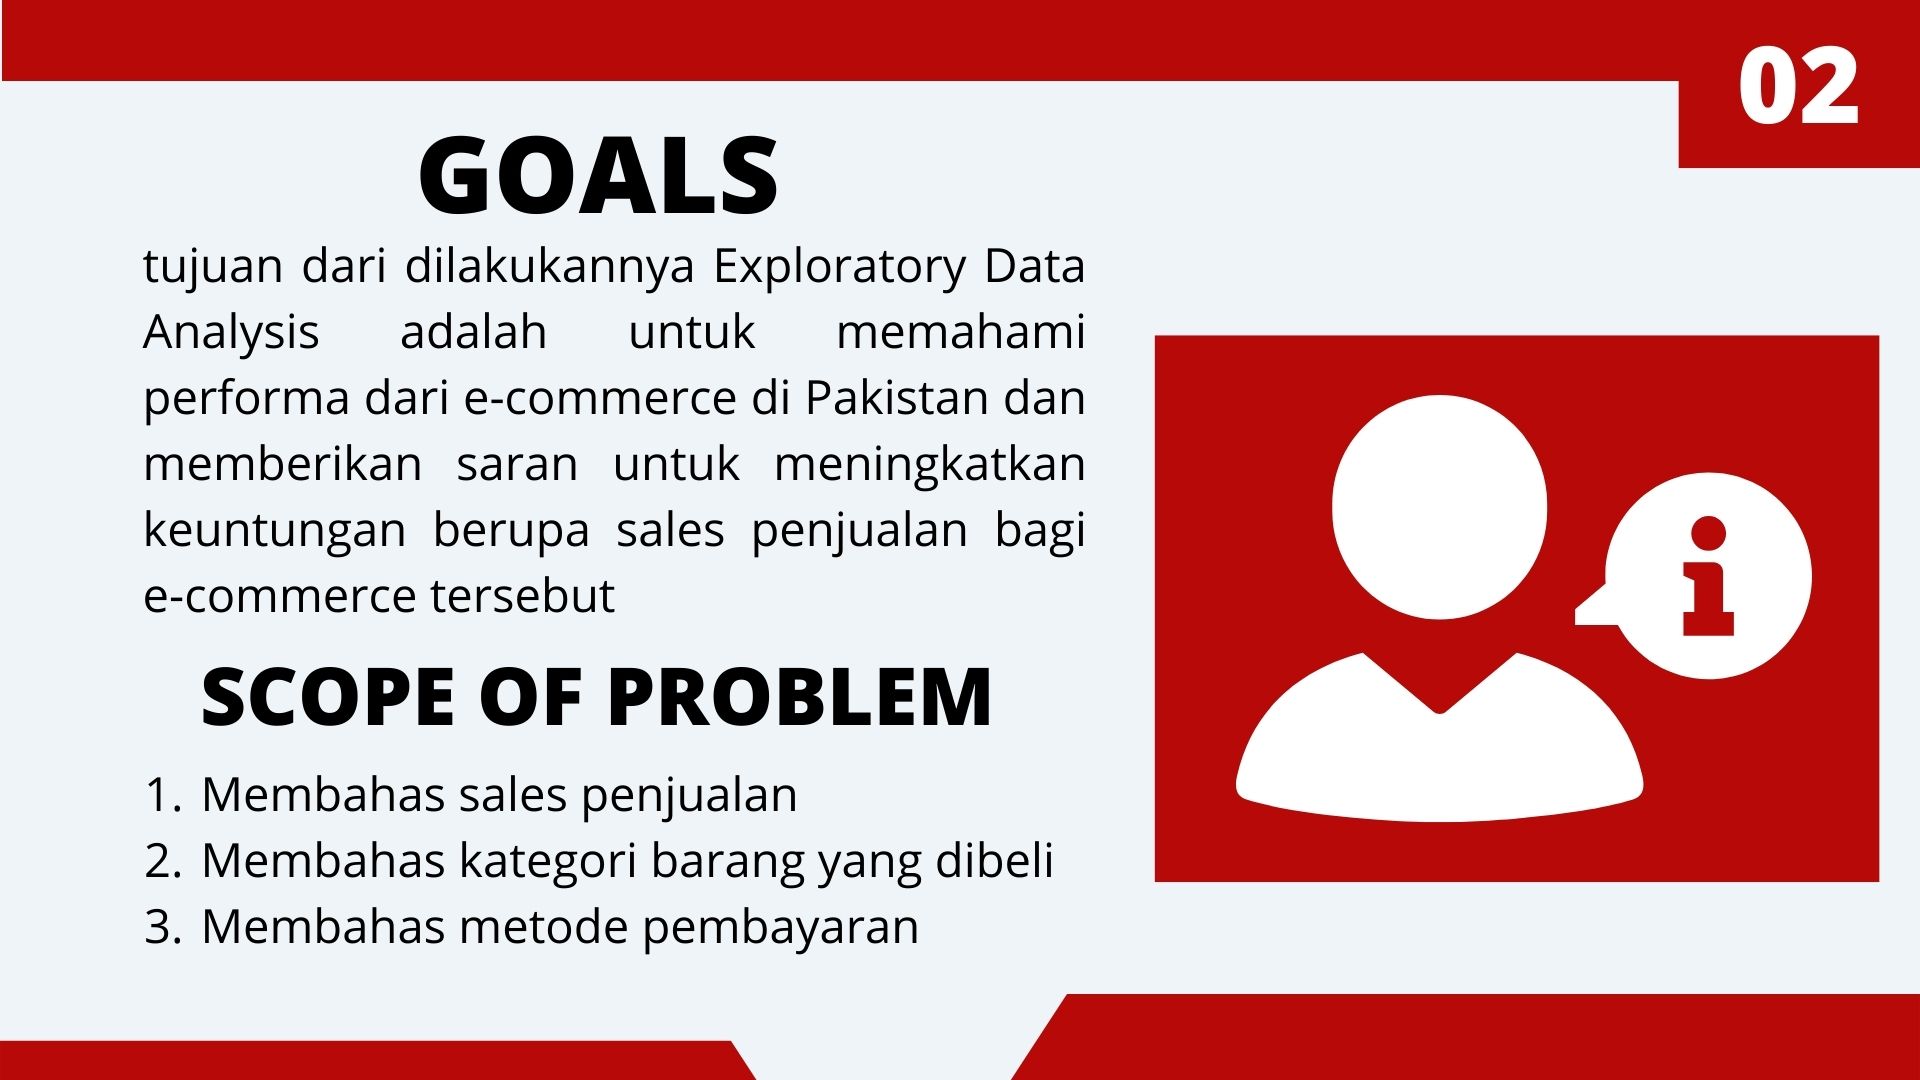 02
GOALS
tujuan dari dilakukannya Exploratory Data
Analysis adalah untuk memahami
performa dari e-commerce di Pakistan dan
memberikan saran untuk meningkatkan
keuntungan berupa sales penjualan bagi
e-commerce tersebut
SCOPE OF PROBLEM
1. Membahas sales penjualan
2. Membahas kategori barang yang dibeli
3. Membahas metode pembayaran